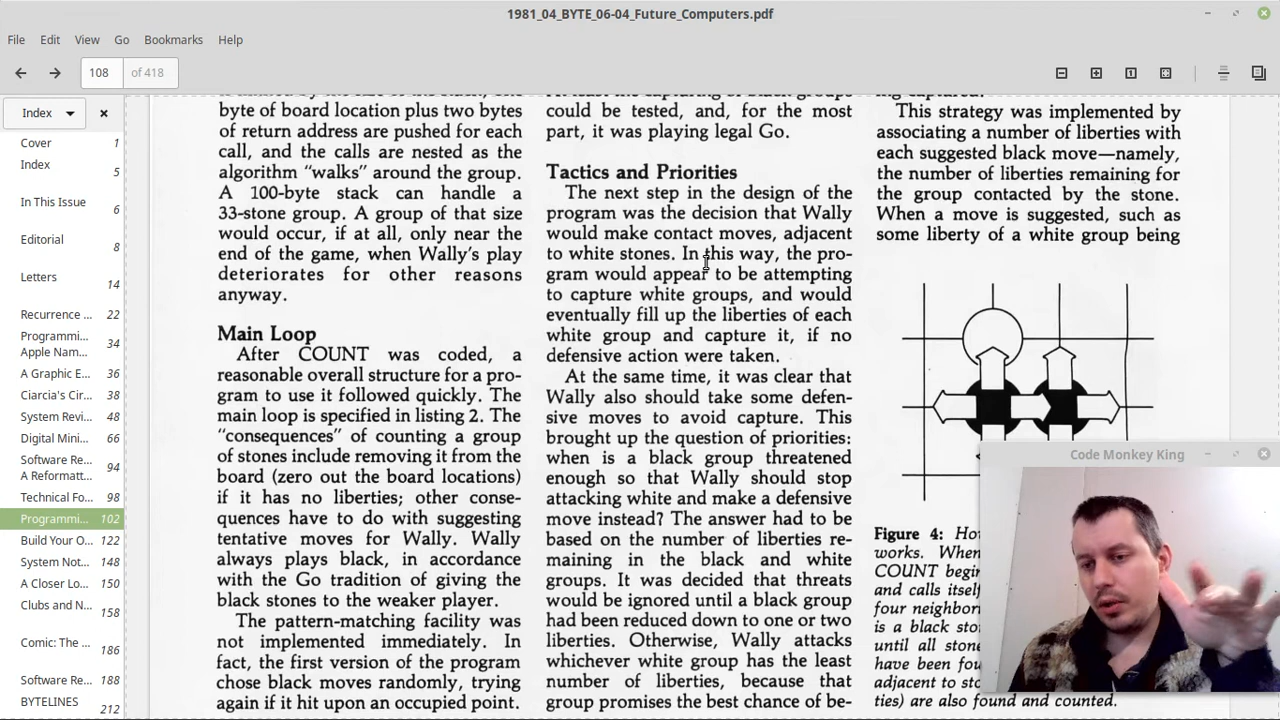 1981_04_BYTE_06-04_Future_Computers.pdf
File Edit View Go Bookmarks Help
108 of 418
Index
Cover 1
Index 5
In This Issue 6
Editorial 8
Letters 14
Recurrence ... 22
Programmi...
Apple Nam... 34
A Graphic E... 36
Ciarcia's Cir... 38
System Revi... 48
Digital Mini... 66
Software Re...
A Reformatt... 94
Technical Fo... 98
Programmi... 102
Build Your O... 122
System Not... 148
A Closer Lo... 150
Clubs and N... 158
Comic: The ... 186
Software Re... 188
BYTELINES 212
byte of board location plus two bytes
of return address are pushed for each
call, and the calls are nested as the
algorithm "walks" around the group.
A 100-byte stack can handle a
33-stone group. A group of that size
would occur, if at all, only near the
end of the game, when Wally's play
deteriorates for other reasons
anyway.
Main Loop
After COUNT was coded, a
reasonable overall structure for a pro-
gram to use it followed quickly. The
main loop is specified in listing 2. The
"consequences" of counting a group
of stones include removing it from the
board (zero out the board locations)
if it has no liberties; other conse-
quences have to do with suggesting
tentative moves for Wally. Wally
always plays black, in accordance
with the Go tradition of giving the
black stones to the weaker player.
The pattern-matching facility was
not implemented immediately. In
fact, the first version of the program
chose black moves randomly, trying
again if it hit upon an occupied point.
could be tested, and, for the most
part, it was playing legal Go.
Tactics and Priorities
The next step in the design of the
program was the decision that Wally
would make contact moves, adjacent
to white stones. In this way, the pro-
gram would appear to be attempting
to capture white groups, and would
eventually fill up the liberties of each
white group and capture it, if no
defensive action were taken.
At the same time, it was clear that
Wally also should take some defen-
sive moves to avoid capture. This
brought up the question of priorities:
when is a black group threatened
enough so that Wally should stop
attacking white and make a defensive
move instead? The answer had to be
based on the number of liberties re-
maining in the black and white
groups. It was decided that threats
would be ignored until a black group
had been reduced down to one or two
liberties. Otherwise, Wally attacks
whichever white group has the least
number of liberties, because that
group promises the best chance of be-
This strategy was implemented by
associating a number of liberties with
each suggested black move—namely,
the number of liberties remaining for
the group contacted by the stone.
When a move is suggested, such as
some liberty of a white group being
Figure 4:
works. When
COUNT begin
and calls itself
four neighbor
is a black sto
until all stone
have been fou
adjacent to sto
ties) are also found and counted.
Code Monkey King